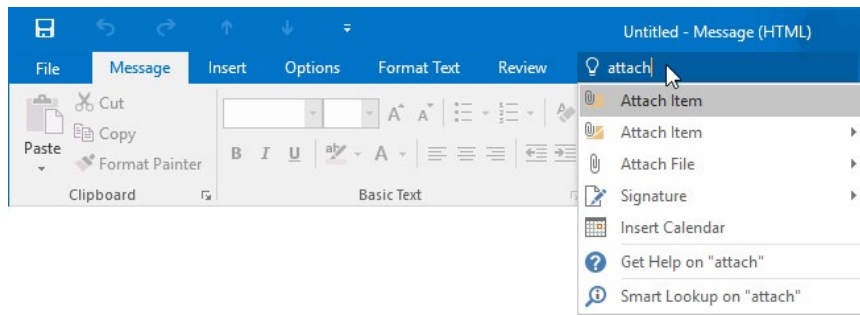 Untitled - Message (HTML)
File Message Insert Options Format Text Review attach
Paste
Cut
Copy
Format Painter
Clipboard
A A
B I U aby A
Basic Text
Attach Item
Attach Item
Attach File
Signature
Insert Calendar
Get Help on "attach"
Smart Lookup on "attach"